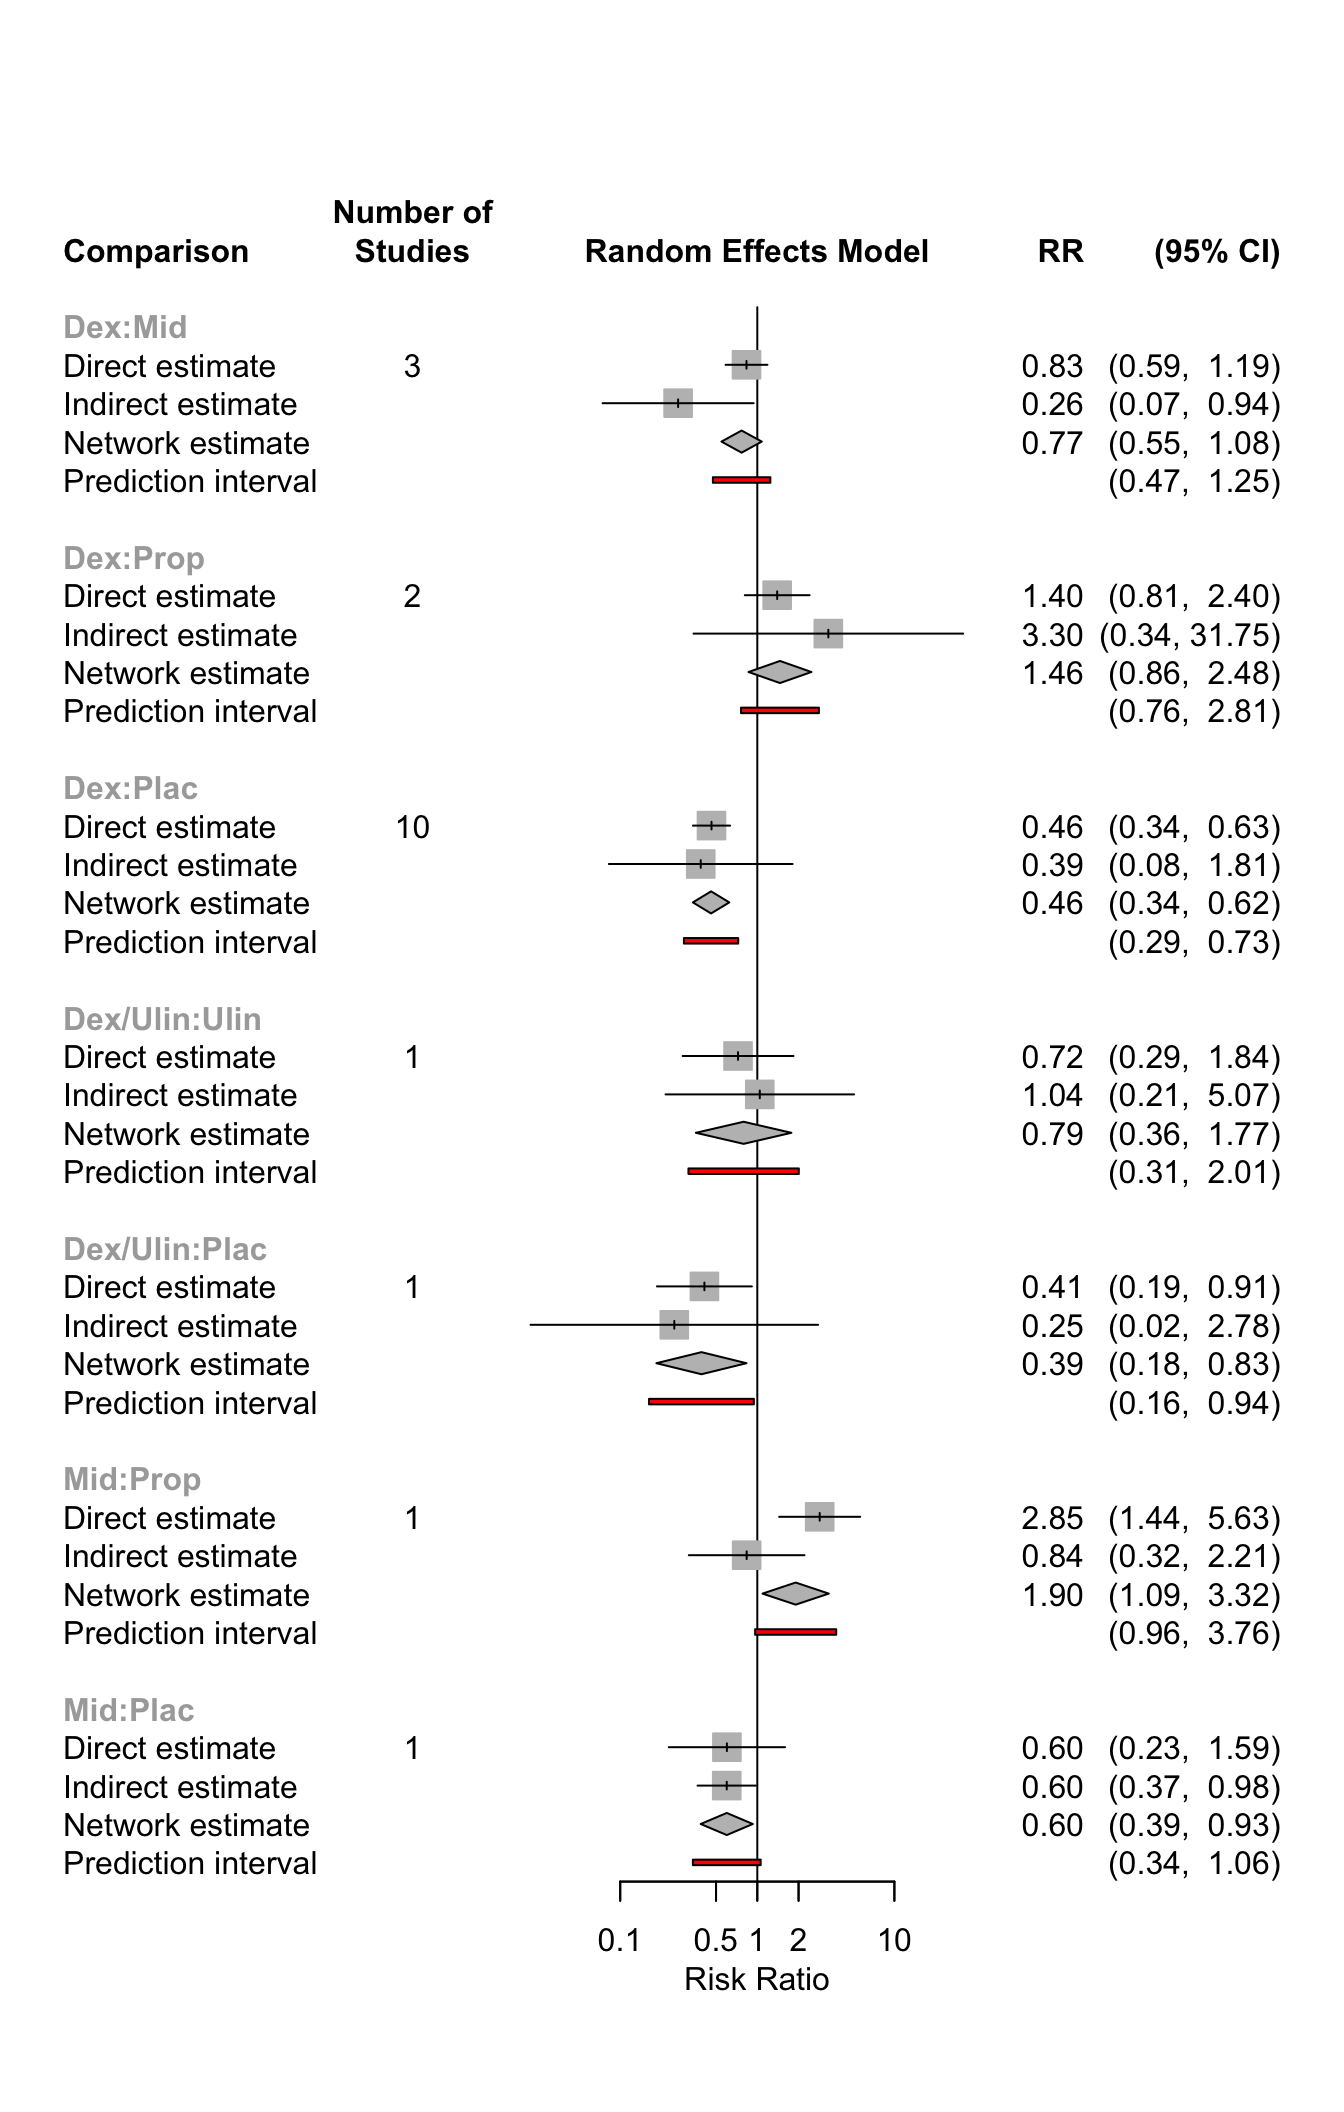 Number of
Comparison Studies Random Effects Model RR (95% CI)
Dex:Mid
Direct estimate 3 0.83 (0.59, 1.19)
Indirect estimate 0.26 (0.07, 0.94)
Network estimate 0.77 (0.55, 1.08)
Prediction interval (0.47, 1.25)
Dex:Prop
Direct estimate 2 1.40 (0.81, 2.40)
Indirect estimate 3.30 (0.34, 31.75)
Network estimate 1.46 (0.86, 2.48)
Prediction interval (0.76, 2.81)
Dex:Plac
Direct estimate 10 0.46 (0.34, 0.63)
Indirect estimate 0.39 (0.08, 1.81)
Network estimate 0.46 (0.34, 0.62)
Prediction interval (0.29, 0.73)
Dex/Ulin:Ulin
Direct estimate 1 0.72 (0.29, 1.84)
Indirect estimate 1.04 (0.21, 5.07)
Network estimate 0.79 (0.36, 1.77)
Prediction interval (0.31, 2.01)
Dex/Ulin:Plac
Direct estimate 1 0.41 (0.19, 0.91)
Indirect estimate 0.25 (0.02, 2.78)
Network estimate 0.39 (0.18, 0.83)
Prediction interval (0.16, 0.94)
Mid:Prop
Direct estimate 1 2.85 (1.44, 5.63)
Indirect estimate 0.84 (0.32, 2.21)
Network estimate 1.90 (1.09, 3.32)
Prediction interval (0.96, 3.76)
Mid:Plac
Direct estimate 1 0.60 (0.23, 1.59)
Indirect estimate 0.60 (0.37, 0.98)
Network estimate 0.60 (0.39, 0.93)
Prediction interval (0.34, 1.06)
0.1 0.5 1 2 10
Risk Ratio